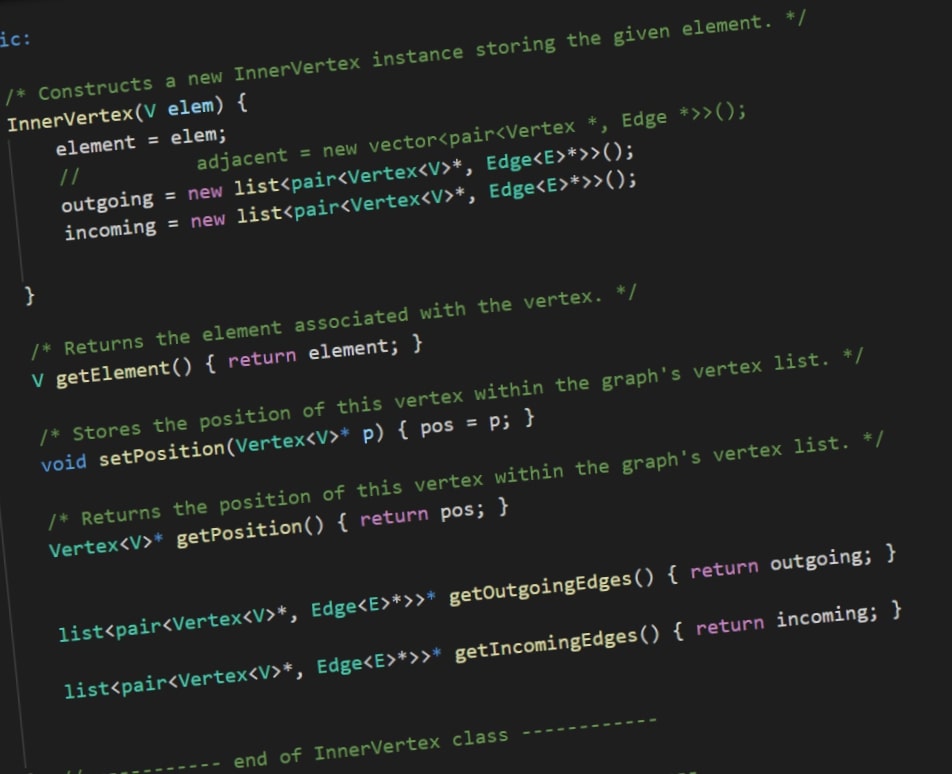 ic:
/* Constructs a new InnerVertex instance storing the given element. */
InnerVertex(V elem) {
element = elem;
// adjacent = new vector<pair<Vertex *, Edge *>>();
outgoing = new list<pair<Vertex<V>*, Edge<E>*>>();
incoming = new list<pair<Vertex<V>*, Edge<E>*>>();
}
/* Returns the element associated with the vertex. */
V getElement() { return element; }
/* Stores the position of this vertex within the graph's vertex list. */
void setPosition(Vertex<V>* p) { pos = p; }
/* Returns the position of this vertex within the graph's vertex list. */
Vertex<V>* getPosition() { return pos; }
list<pair<Vertex<V>*, Edge<E>*>>* getOutgoingEdges() { return outgoing; }
list<pair<Vertex<V>*, Edge<E>*>>* getIncomingEdges() { return incoming; }
//---------- end of InnerVertex class ------------